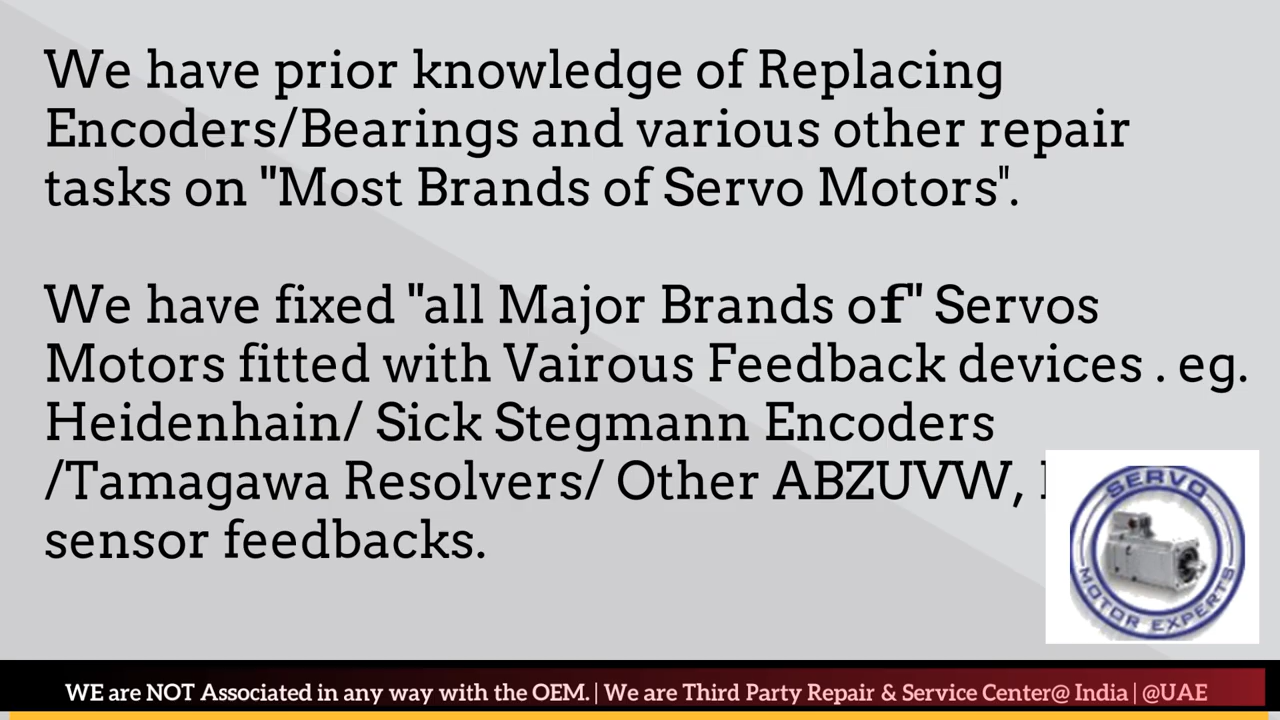 We have prior knowledge of Replacing
Encoders/Bearings and various other repair
tasks on "Most Brands of Servo Motors".
We have fixed "all Major Brands of" Servos
Motors fitted with Vairous Feedback devices . eg.
Heidenhain/ Sick Stegmann Encoders
/Tamagawa Resolvers/ Other ABZUVW,
sensor feedbacks.
SERVO
MOTOR EXPERTS
WE are NOT Associated in any way with the OEM. | We are Third Party Repair & Service Center@ India | @UAE